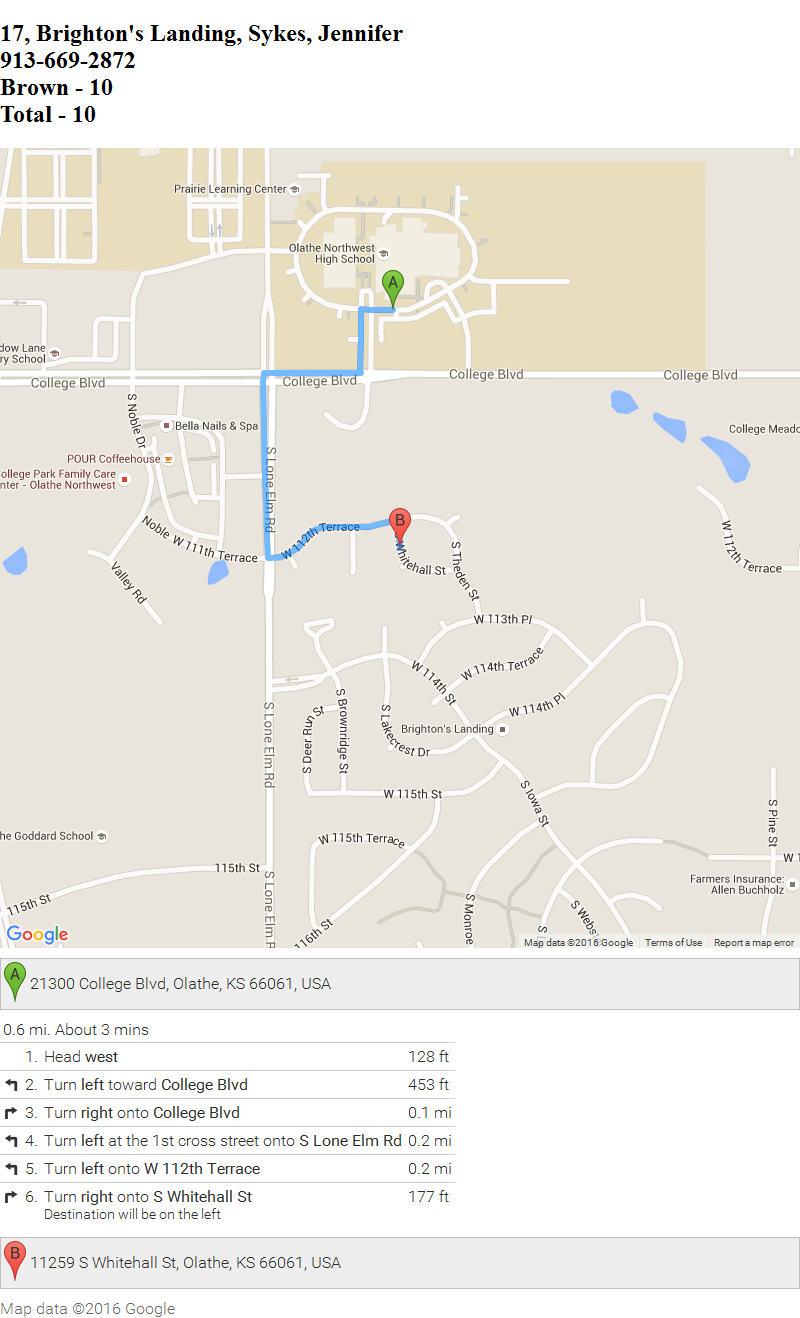 17, Brighton's Landing, Sykes, Jennifer
913-669-2872
Brown - 10
Total - 10
Prairie Learning Center
Olathe Northwest
High School
A
dow Lane
ry School
College Blvd
College Blvd
College Blvd
College Blvd
S Noble Dr
Bella Nails & Spa
College Meado
POUR Coffeehouse
ollege Park Family Care
nter - Olathe Northwest
S Lone Elm Rd
B
Noble
W 111th Terrace
W 112th Terrace
S Whitehall St
S Theden St
W 112th Terrace
Valley Rd
W 113th Pl
W 114th Terrace
W 114th St
W 114th Pl
S Lone Elm Rd
S Deer Run St
S Brownridge St
S Lakecrest Dr
Brighton's Landing
W 115th St
S Iowa St
S Pine St
he Goddard School
W 115th Terrace
W 1
115th St
115th St
S Lone Elm R
Farmers Insurance:
Allen Buchholz
116th St
S Monroe
S
S Webs
Google
Map data ©2016 Google
Terms of Use
Report a map error
A
21300 College Blvd, Olathe, KS 66061, USA
0.6 mi. About 3 mins
1. Head west 128 ft
2. Turn left toward College Blvd 453 ft
3. Turn right onto College Blvd 0.1 mi
4. Turn left at the 1st cross street onto S Lone Elm Rd 0.2 mi
5. Turn left onto W 112th Terrace 0.2 mi
6. Turn right onto S Whitehall St 177 ft
Destination will be on the left
B
11259 S Whitehall St, Olathe, KS 66061, USA
Map data ©2016 Google